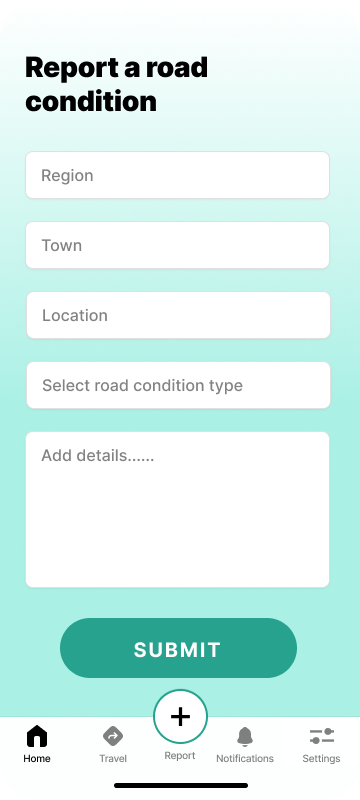 Report a road
condition
Region
Town
Location
Select road condition type
Add details......
SUBMIT
Home
Travel
Report
Notifications
Settings